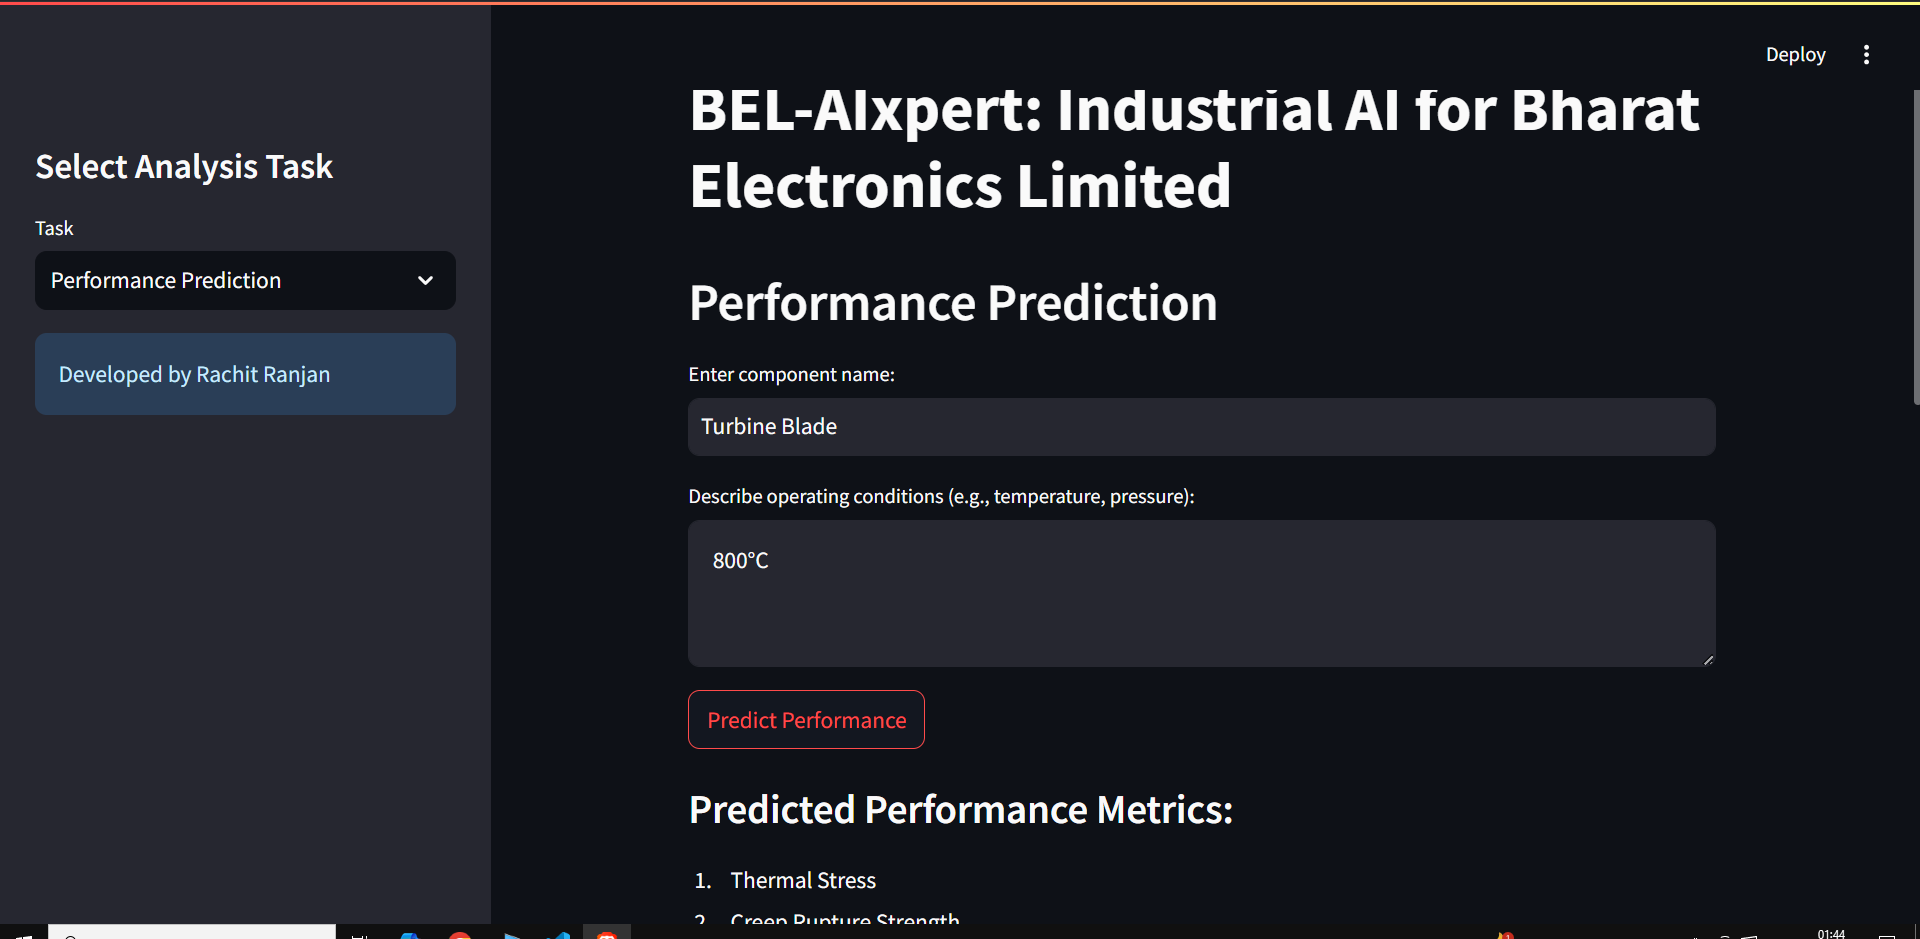 Deploy
Select Analysis Task
Task
Performance Prediction
Developed by Rachit Ranjan
BEL-AIxpert: Industrial AI for Bharat
Electronics Limited
Performance Prediction
Enter component name:
Turbine Blade
Describe operating conditions (e.g., temperature, pressure):
800°C
Predict Performance
Predicted Performance Metrics:
1. Thermal Stress
2. Creep Rupture Strength
01:44